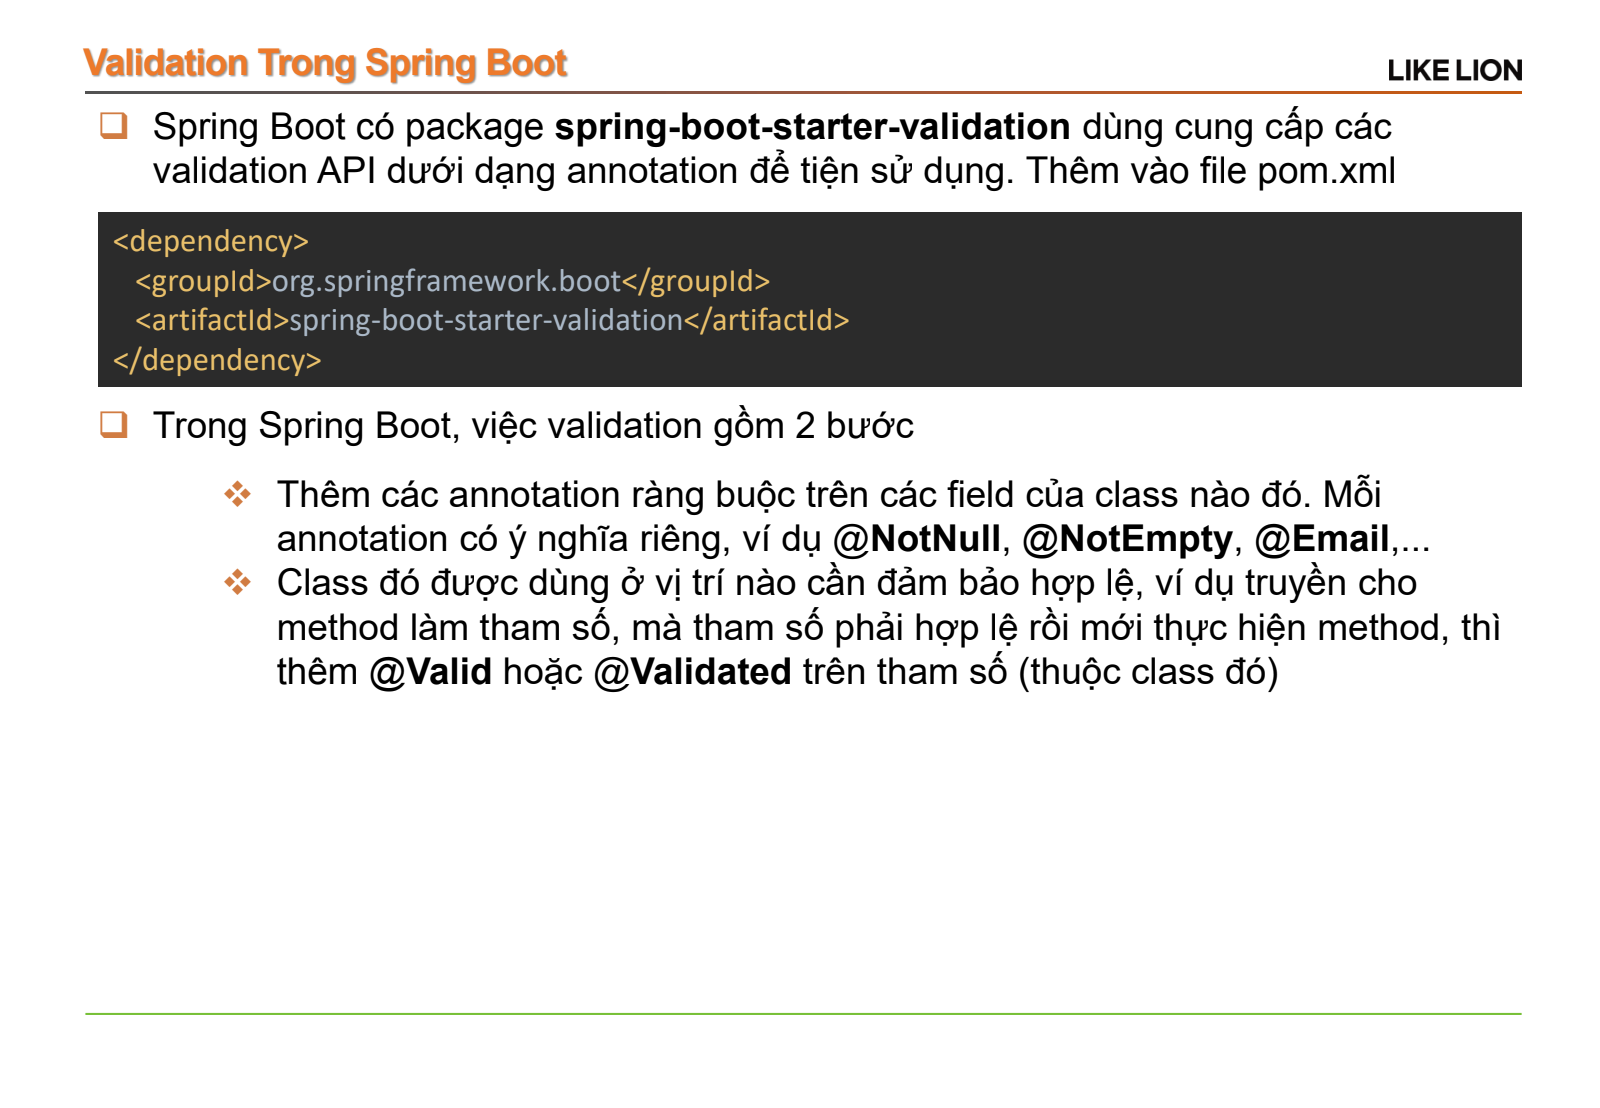 Validation Trong Spring Boot
LIKE LION
Spring Boot có package spring-boot-starter-validation dùng cung cấp các
validation API dưới dạng annotation để tiện sử dụng. Thêm vào file pom.xml
<dependency>
<groupId>org.springframework.boot</groupId>
<artifactId>spring-boot-starter-validation</artifactId>
</dependency>
Trong Spring Boot, việc validation gồm 2 bước
Thêm các annotation ràng buộc trên các field của class nào đó. Mỗi
annotation có ý nghĩa riêng, ví dụ @NotNull, @NotEmpty, @Email,...
Class đó được dùng ở vị trí nào cần đảm bảo hợp lệ, ví dụ truyền cho
method làm tham số, mà tham số phải hợp lệ rồi mới thực hiện method, thì
thêm @Valid hoặc @Validated trên tham số (thuộc class đó)